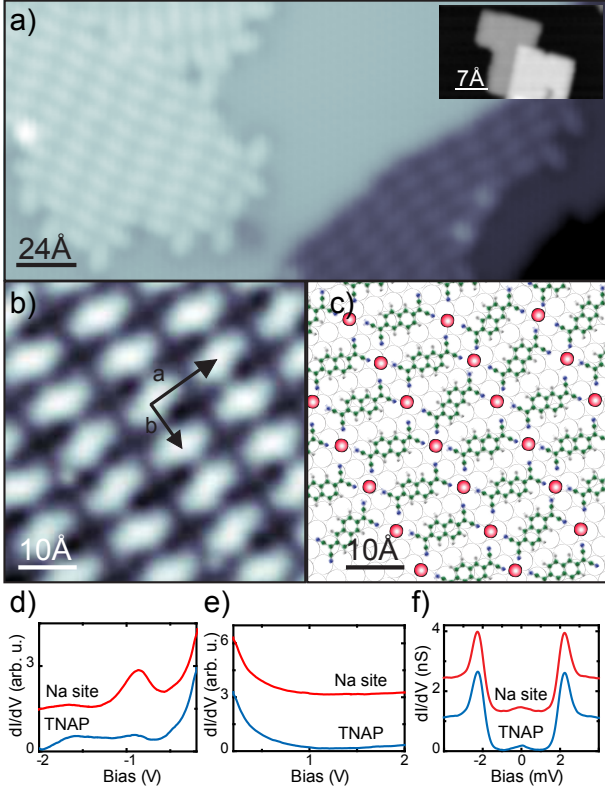 a)
7Å
24Å
b)
a
b
10Å
c)
10Å
d)
dI/dV (arb. u.)
3
0
Na site
TNAP
-2
-1
Bias (V)
e)
dI/dV (arb. u.)
6
3
0
Na site
TNAP
1
2
Bias (V)
f)
dI/dV (nS)
4
2
0
Na site
TNAP
-2
0
2
Bias (mV)